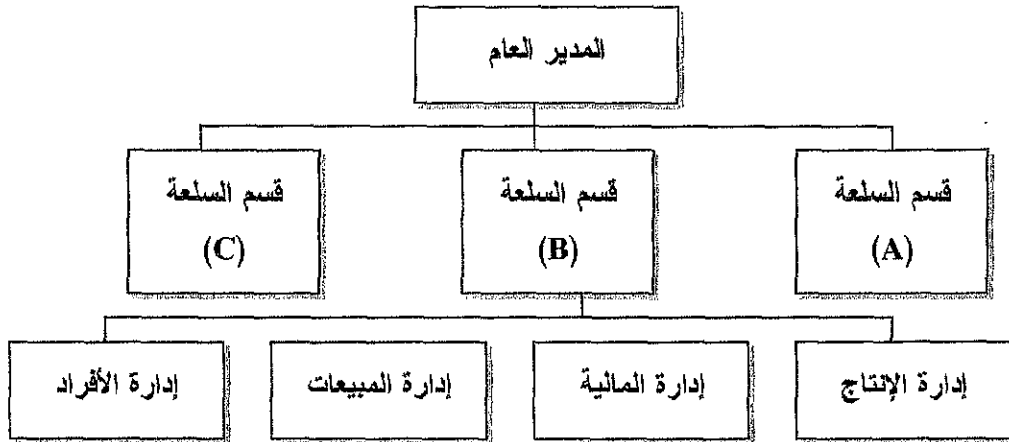 المدير العام
قسم السلعة
(A)
قسم السلعة
(B)
قسم السلعة
(C)
إدارة الإنتاج
إدارة المالية
إدارة المبيعات
إدارة الأفراد